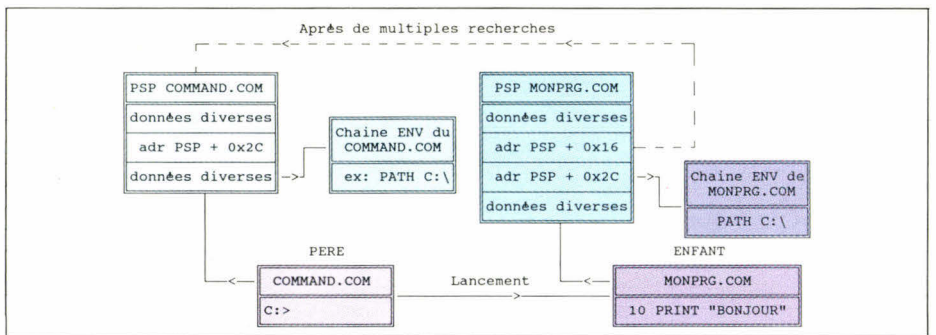 Aprés de multiples recherches
PSP COMMAND.COM
données diverses
adr PSP + 0x2C
données diverses
Chaine ENV du
COMMAND.COM
ex: PATH C:\
PSP MONPRG.COM
données diverses
adr PSP + 0x16
adr PSP + 0x2C
données diverses
Chaine ENV de
MONPRG.COM
PATH C:\
PERE
COMMAND.COM
C:>
Lancement
ENFANT
MONPRG.COM
10 PRINT "BONJOUR"